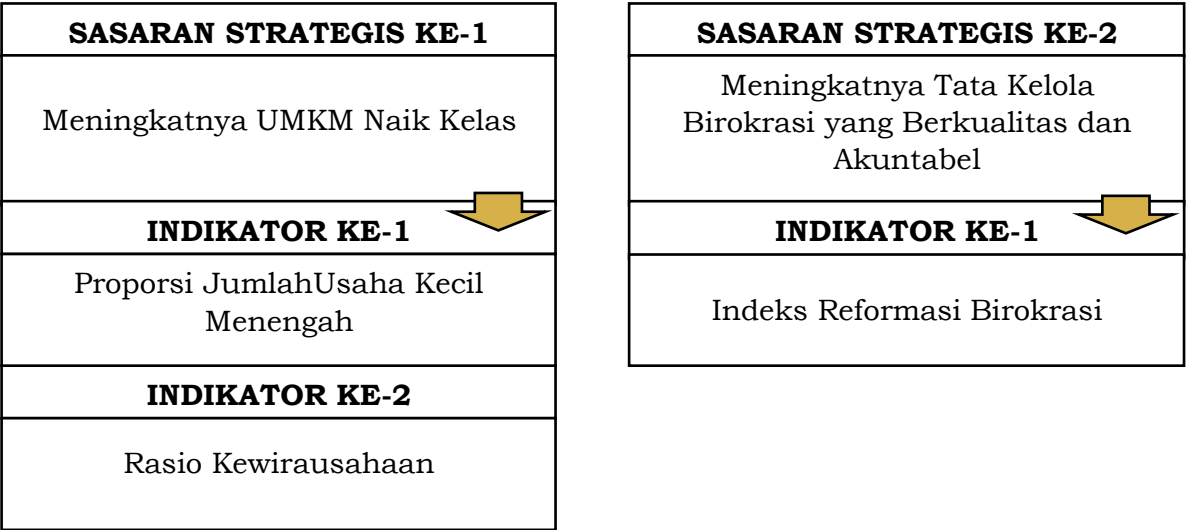 SASARAN STRATEGIS KE-1
Meningkatnya UMKM Naik Kelas
INDIKATOR KE-1
Proporsi JumlahUsaha Kecil
Menengah
INDIKATOR KE-2
Rasio Kewirausahaan
SASARAN STRATEGIS KE-2
Meningkatnya Tata Kelola
Birokrasi yang Berkualitas dan
Akuntabel
INDIKATOR KE-1
Indeks Reformasi Birokrasi